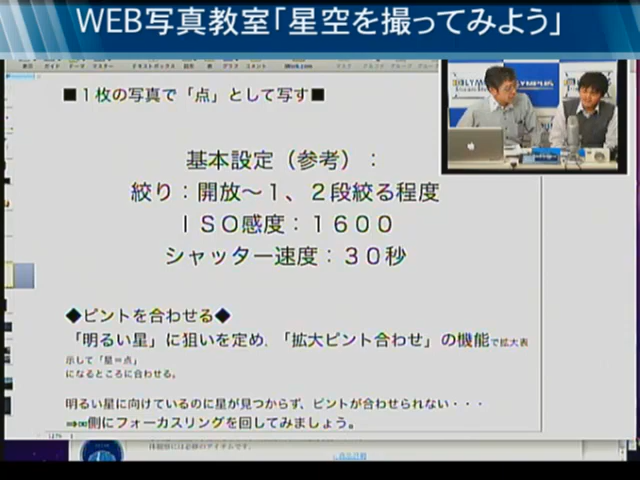 WEB写真教室「星空を撮ってみよう」
■１枚の写真で「点」として写す■
OLYMPUS
基本設定（参考）：
絞り：開放〜１、２段絞る程度
ＩＳＯ感度：１６００
シャッター速度：３０秒
◆ピントを合わせる◆
「明るい星」に狙いを定め、「拡大ピント合わせ」の機能で拡大表
示して「星＝点」
になるところに合わせる。
明るい星に向けているのに星が見つからず、ピントが合わせられない・・・
⇒∞側にフォーカスリングを回してみましょう。